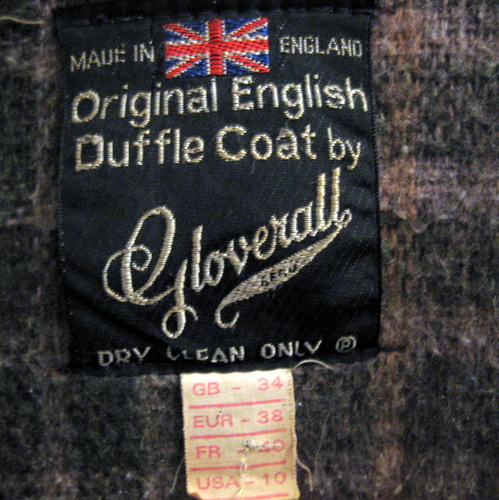 MADE IN ENGLAND
Original English
Duffle Coat by
Gloverall
REGD
DRY CLEAN ONLY P
GB - 34
EUR - 38
FR - 40
USA - 10